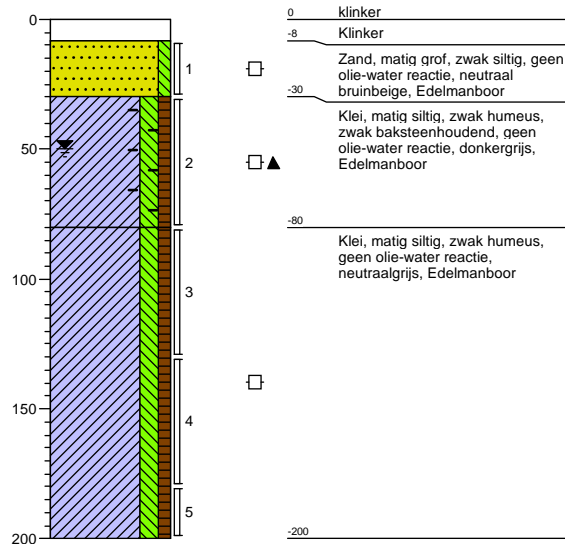 0
50
100
150
200
1
2
3
4
5
0 klinker
-8 Klinker
Zand, matig grof, zwak siltig, geen
olie-water reactie, neutraal
bruinbeige, Edelmanboor
-30
Klei, matig siltig, zwak humeus,
zwak baksteenhoudend, geen
olie-water reactie, donkergrijs,
Edelmanboor
-80
Klei, matig siltig, zwak humeus,
geen olie-water reactie,
neutraalgrijs, Edelmanboor
-200